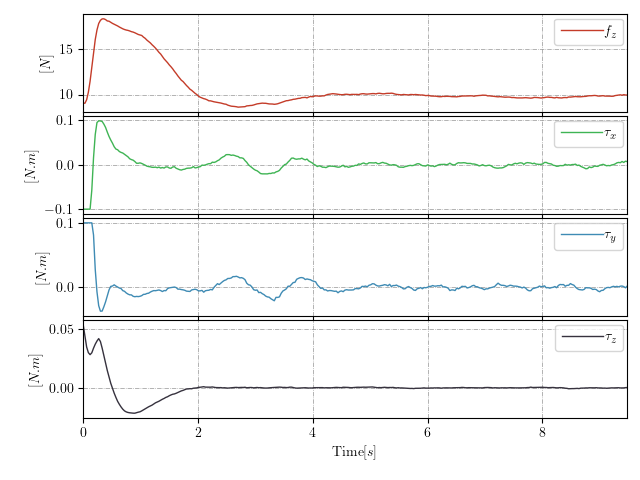 15
10
[N]
f_z
0.1
0.0
−0.1
[N.m]
τ_x
0.1
0.0
[N.m]
τ_y
0.05
0.00
[N.m]
τ_z
0 2 4 6 8
Time[s]